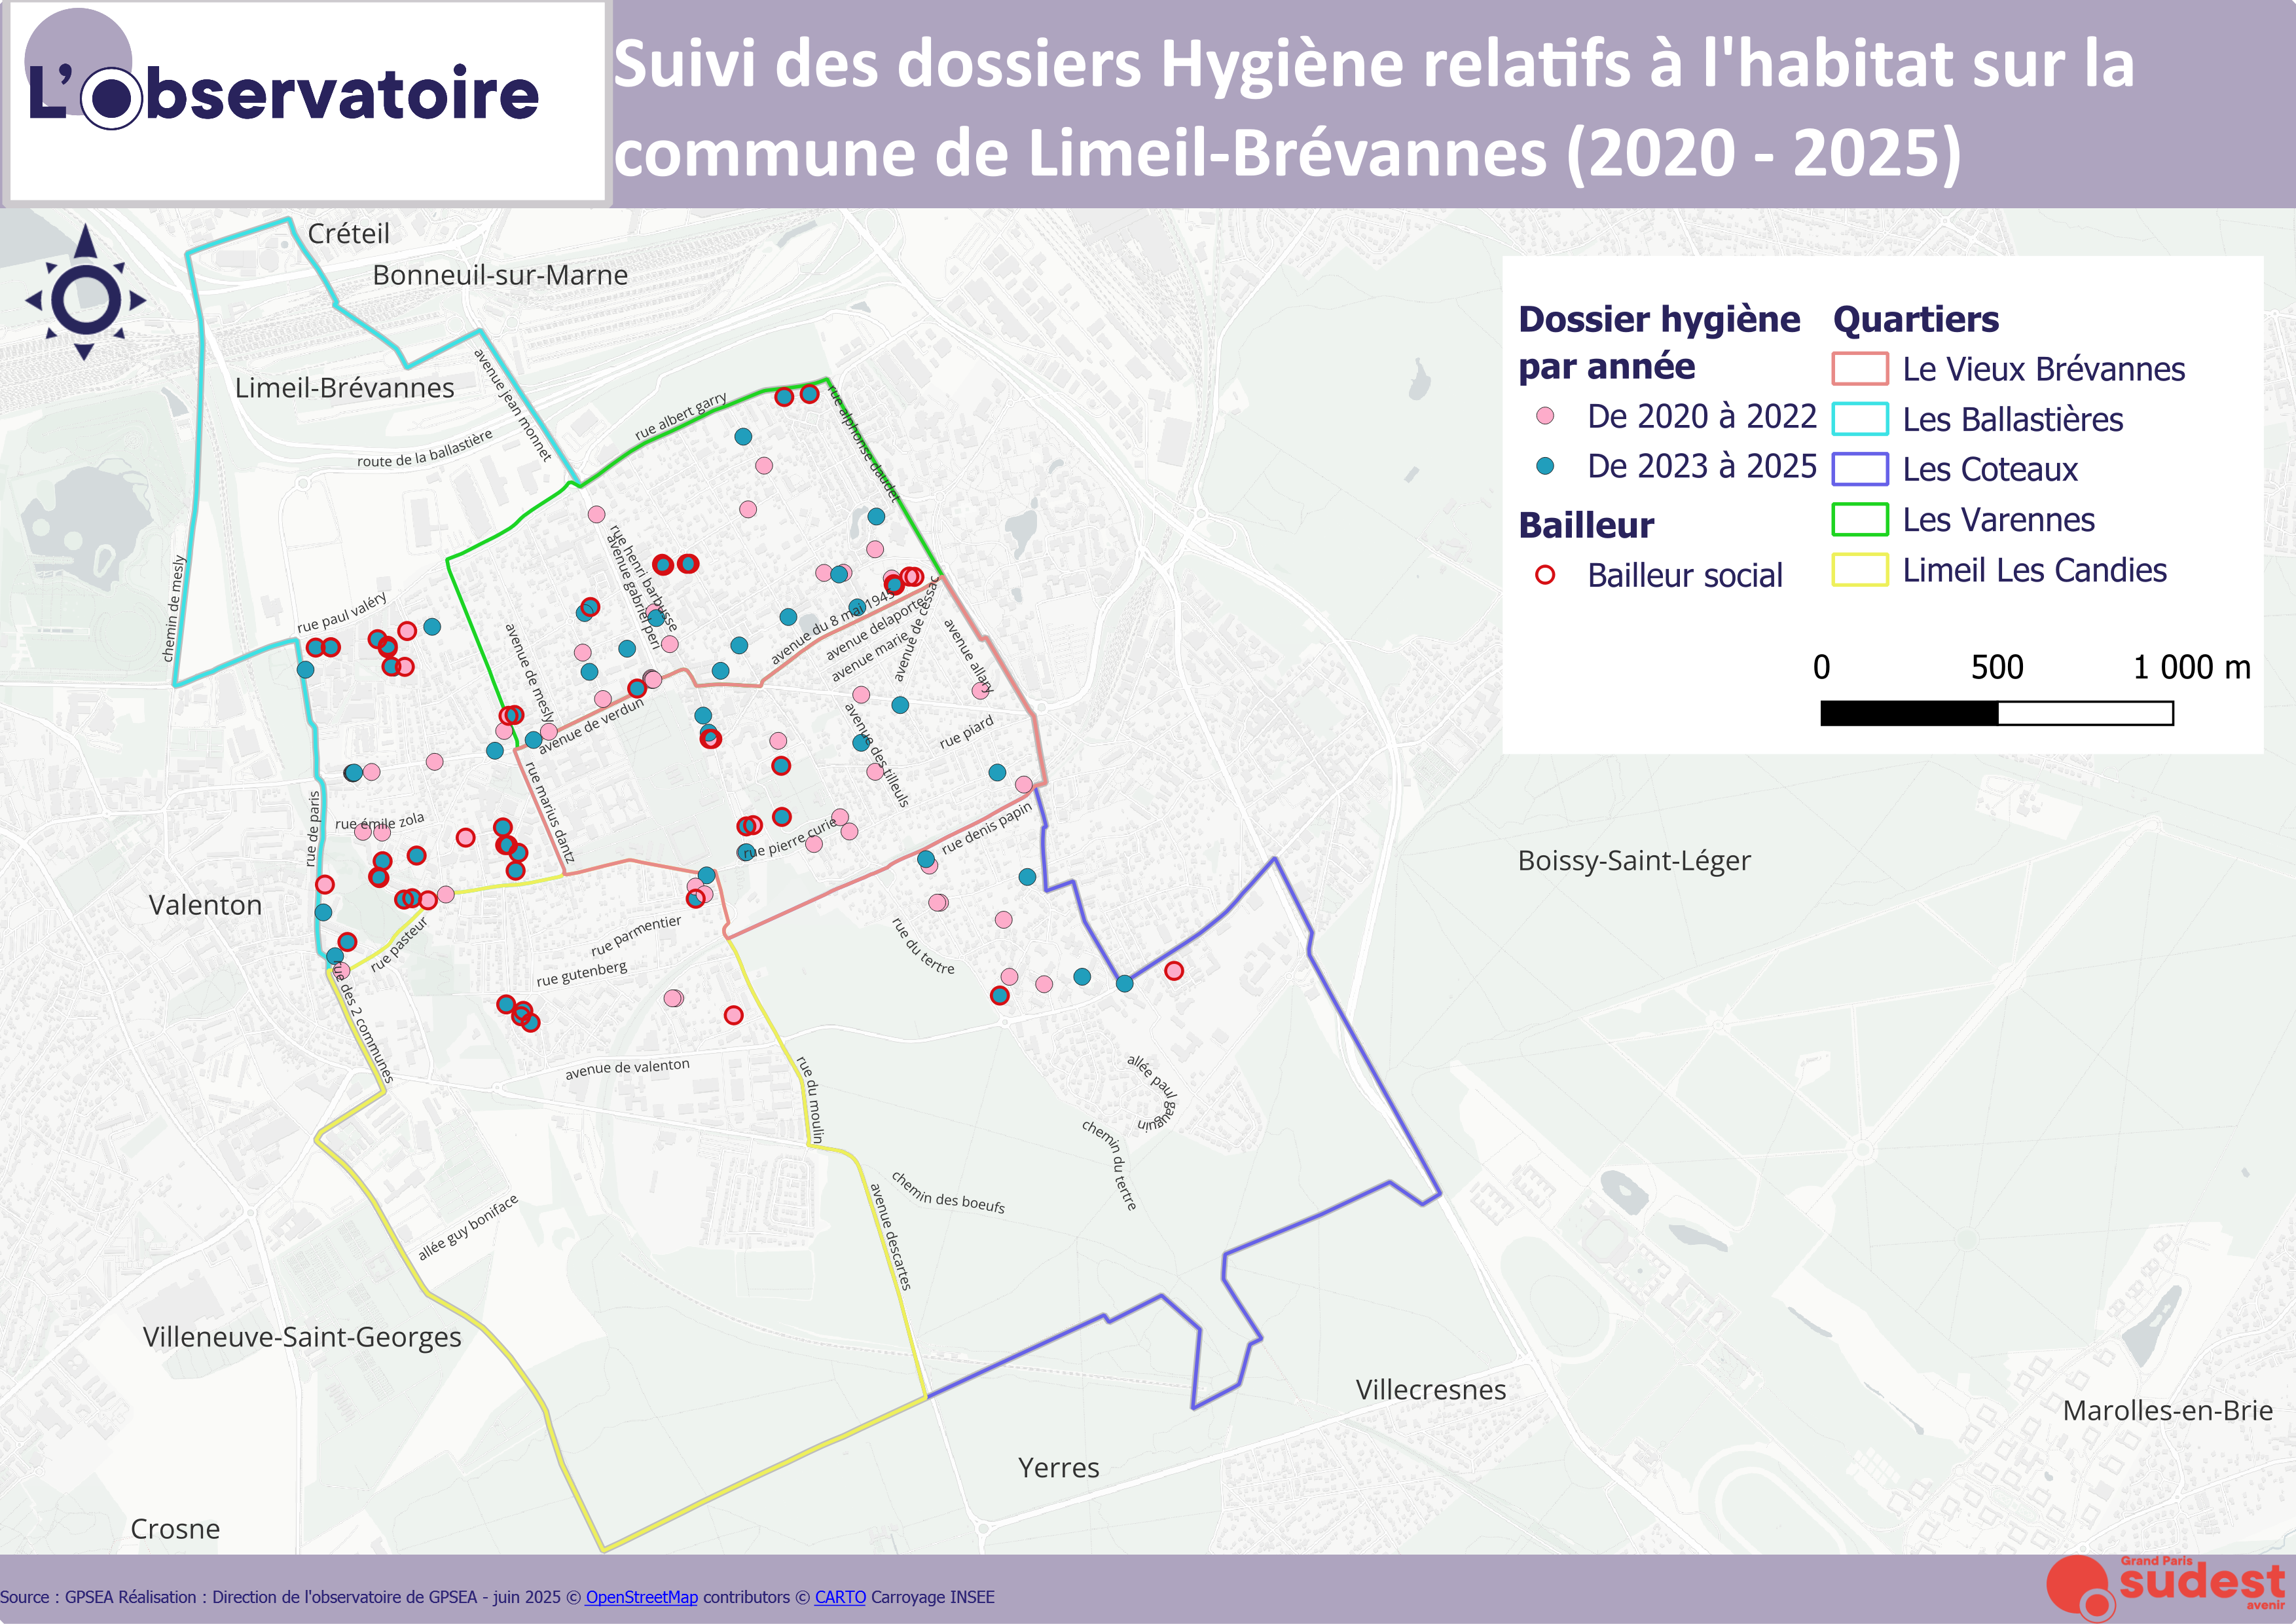 L'Observatoire
Suivi des dossiers Hygiène relatifs à l'habitat sur la
commune de Limeil-Brévannes (2020 - 2025)
Créteil
Bonneuil-sur-Marne
Limeil-Brévannes
avenue jean monnet
route de la ballastière
rue albert garry
rue alphonse daudet
chemin de mesly
rue paul valéry
rue henri barbusse
avenue gabriel peri
avenue de mesly
avenue du 8 mai 1945
avenue delaporte
avenue marie
avenue de cessac
avenue allary
avenue de verdun
avenue des tilleuls
rue piard
rue marius dantz
rue de paris
rue émile zola
rue pierre curie
rue denis papin
Valenton
rue pasteur
rue parmentier
rue gutenberg
rue du tertre
rue des 2 communes
avenue de valenton
rue du moulin
allée paul gauguin
chemin du tertre
chemin des boeufs
avenue descartes
allée guy boniface
Boissy-Saint-Léger
Villeneuve-Saint-Georges
Villecresnes
Marolles-en-Brie
Yerres
Crosne
Dossier hygiène
par année
De 2020 à 2022
De 2023 à 2025
Bailleur
Bailleur social
Quartiers
Le Vieux Brévannes
Les Ballastières
Les Coteaux
Les Varennes
Limeil Les Candies
0 500 1 000 m
Source : GPSEA Réalisation : Direction de l'observatoire de GPSEA - juin 2025 © OpenStreetMap contributors © CARTO Carroyage INSEE
Grand Paris
sudest
avenir